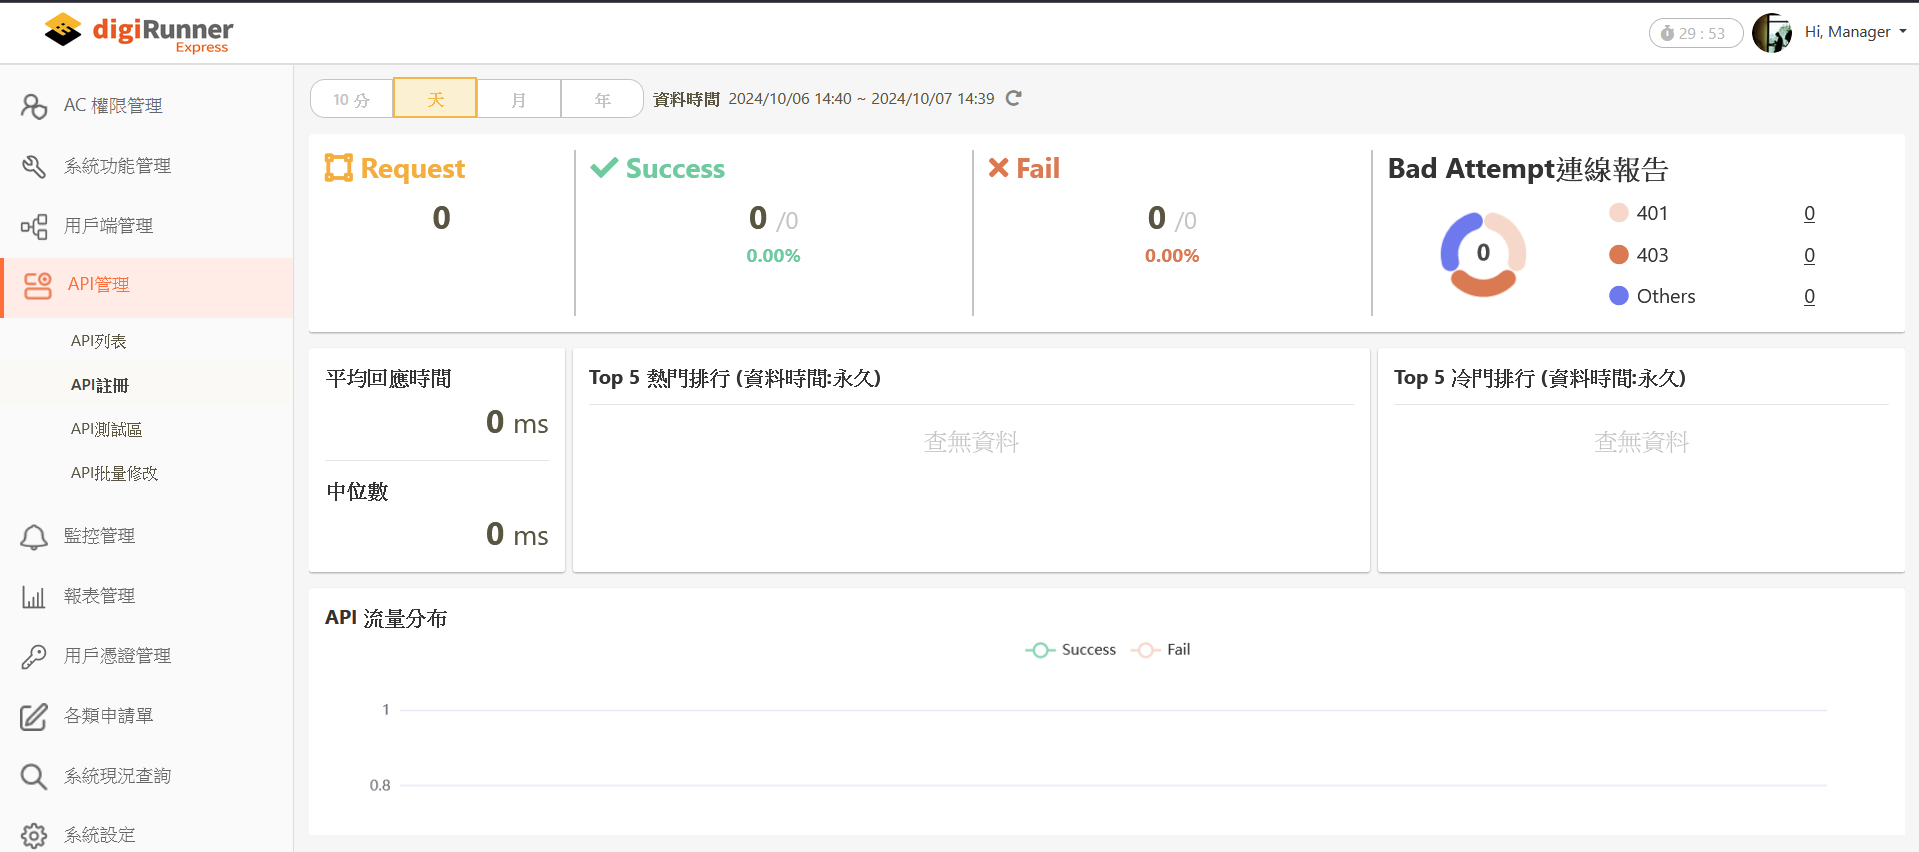 digiRunner
Express
29 : 53
Hi, Manager
AC 權限管理
系統功能管理
用戶端管理
API管理
API列表
API註冊
API測試區
API批量修改
監控管理
報表管理
用戶憑證管理
各類申請單
系統現況查詢
系統設定
10 分
天
月
年
資料時間 2024/10/06 14:40 ~ 2024/10/07 14:39
Request
0
Success
0 /0
0.00%
Fail
0 /0
0.00%
Bad Attempt連線報告
0
401 0
403 0
Others 0
平均回應時間
0 ms
中位數
0 ms
Top 5 熱門排行 (資料時間:永久)
查無資料
Top 5 冷門排行 (資料時間:永久)
查無資料
API 流量分布
Success Fail
1
0.8